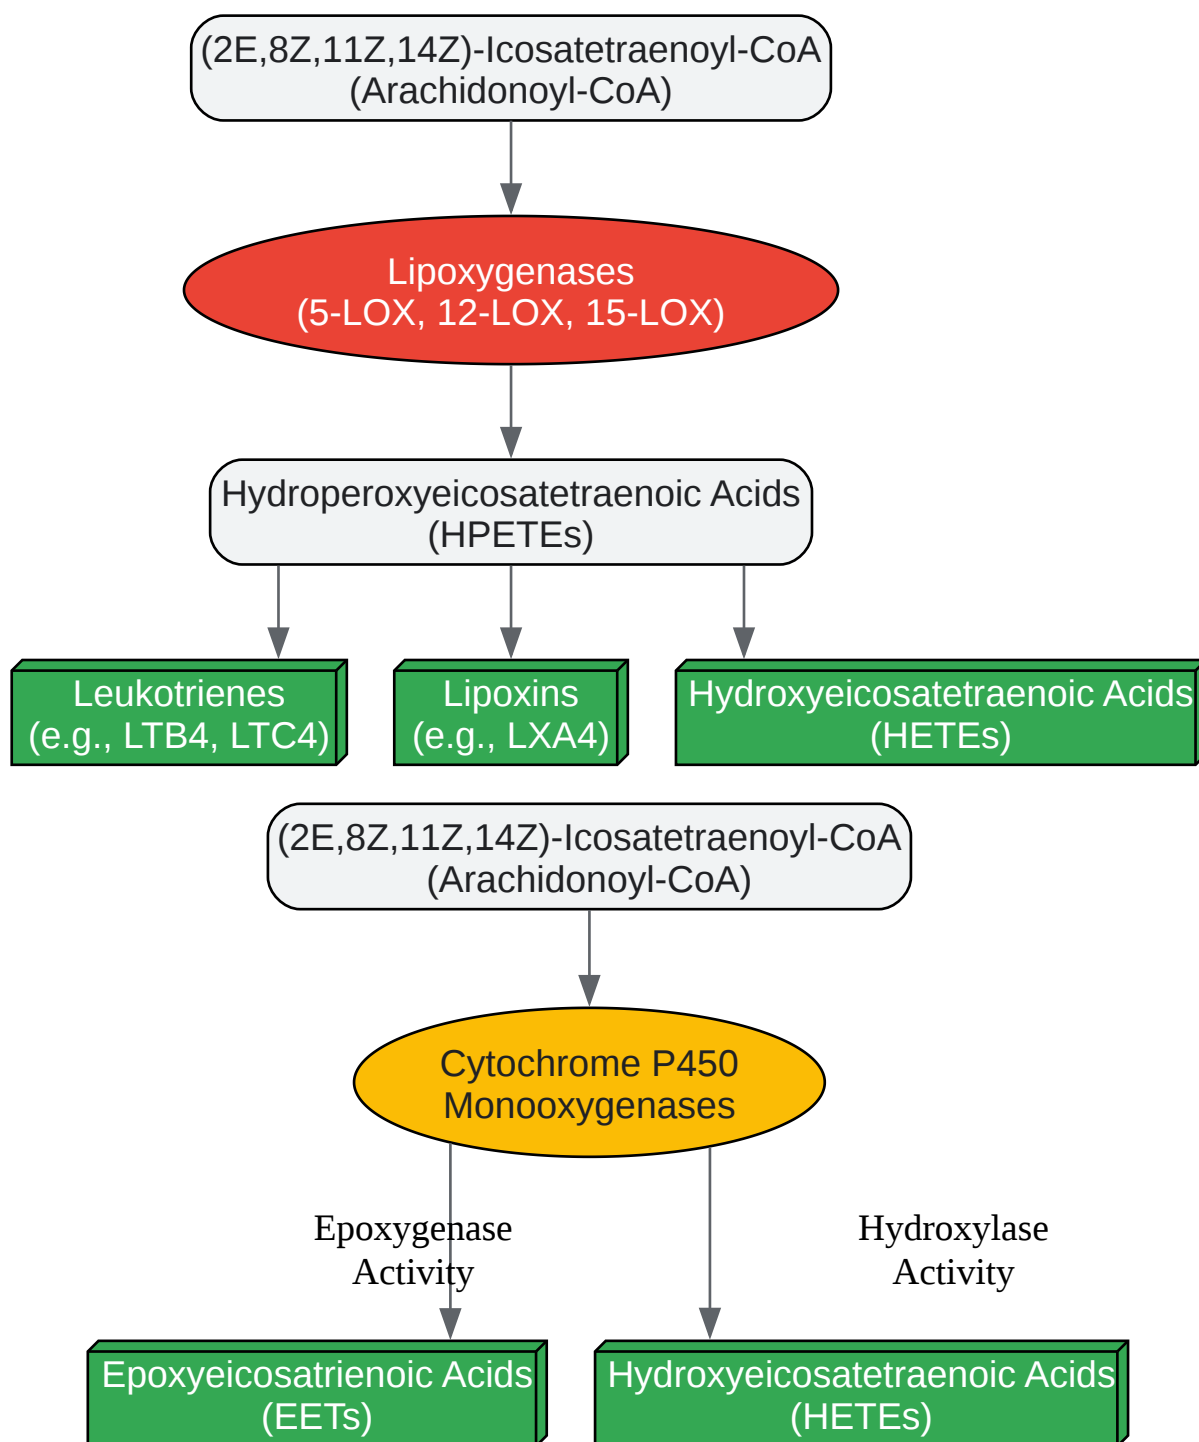 (2E,8Z,11Z,14Z)-Icosatetraenoyl-CoA
(Arachidonoyl-CoA)
Lipoxygenases
(5-LOX, 12-LOX, 15-LOX)
Hydroperoxyeicosatetraenoic Acids
(HPETEs)
Leukotrienes
(e.g., LTB4, LTC4)
Lipoxins
(e.g., LXA4)
Hydroxyeicosatetraenoic Acids
(HETEs)
(2E,8Z,11Z,14Z)-Icosatetraenoyl-CoA
(Arachidonoyl-CoA)
Cytochrome P450
Monooxygenases
Epoxygenase
Activity
Hydroxylase
Activity
Epoxyeicosatrienoic Acids
(EETs)
Hydroxyeicosatetraenoic Acids
(HETEs)